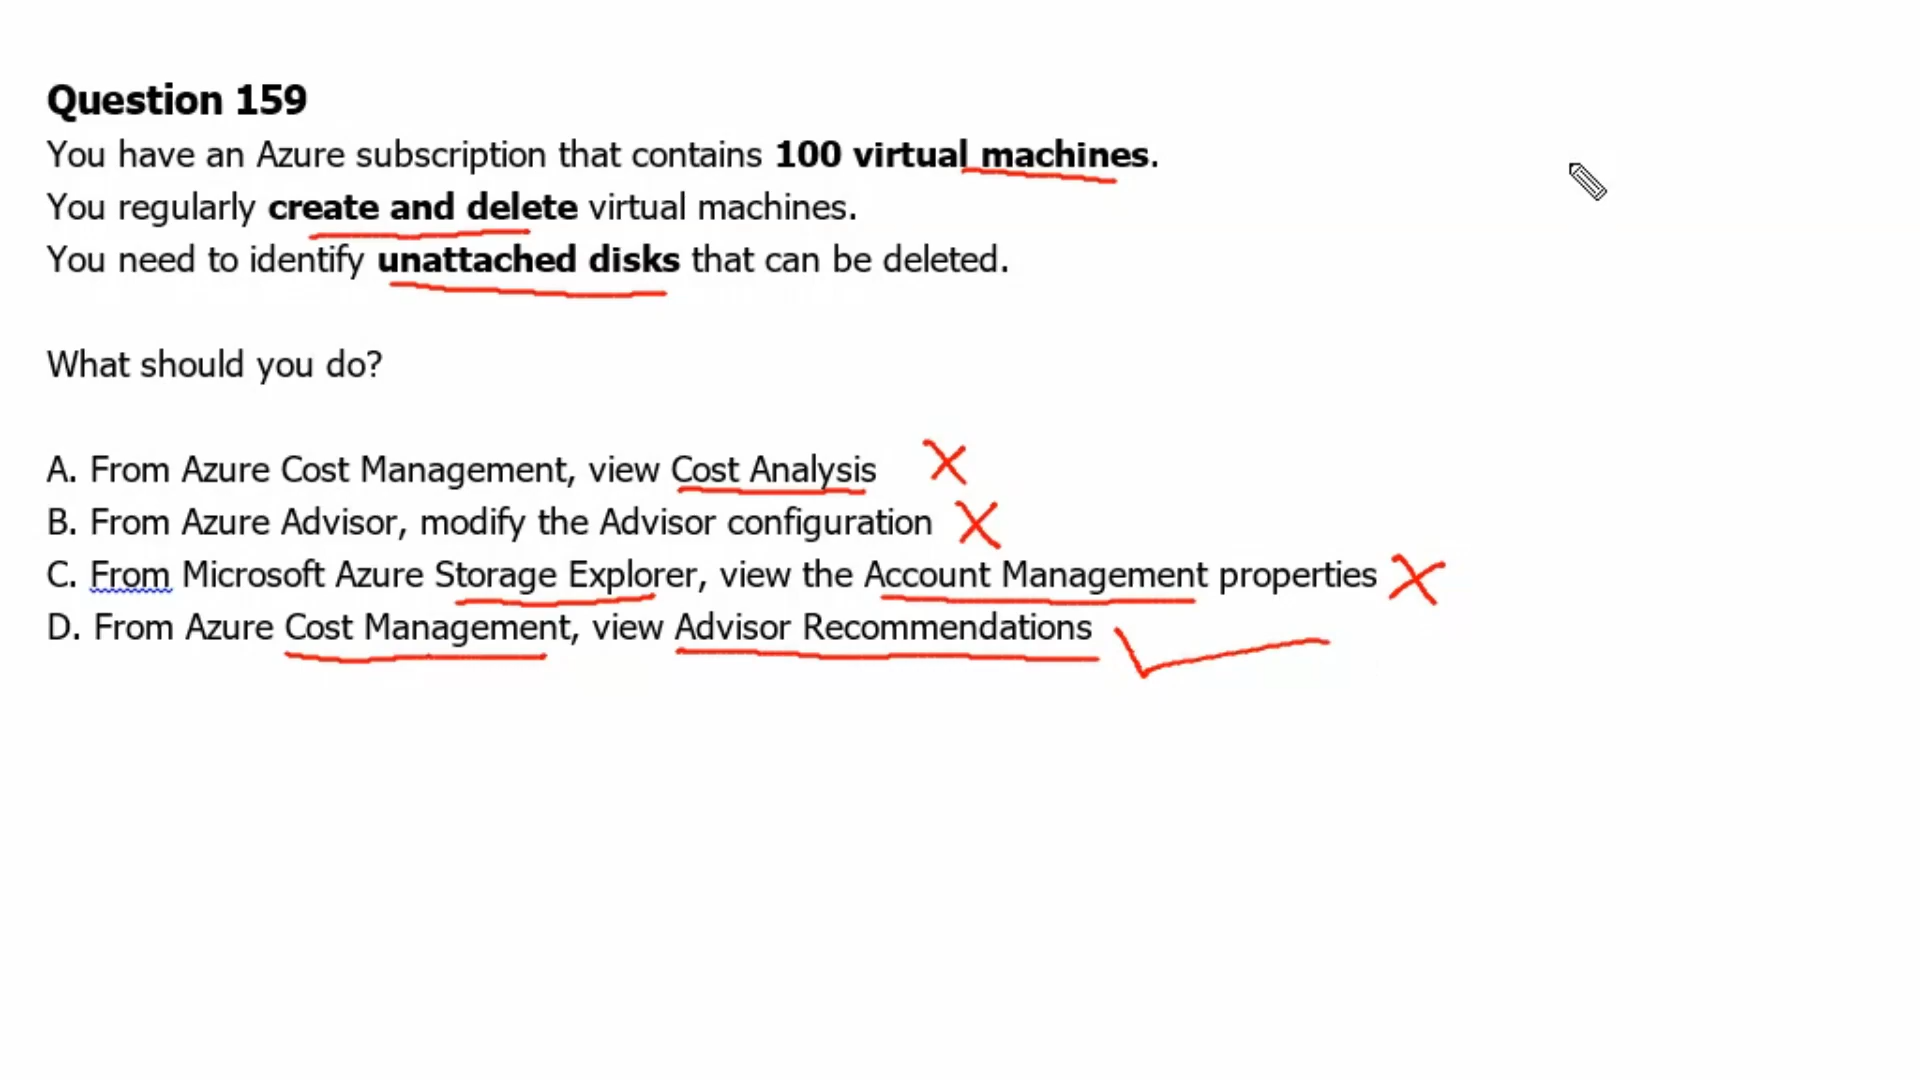 Question 159
You have an Azure subscription that contains 100 virtual machines.
You regularly create and delete virtual machines.
You need to identify unattached disks that can be deleted.
What should you do?
A. From Azure Cost Management, view Cost Analysis
B. From Azure Advisor, modify the Advisor configuration
C. From Microsoft Azure Storage Explorer, view the Account Management properties
D. From Azure Cost Management, view Advisor Recommendations